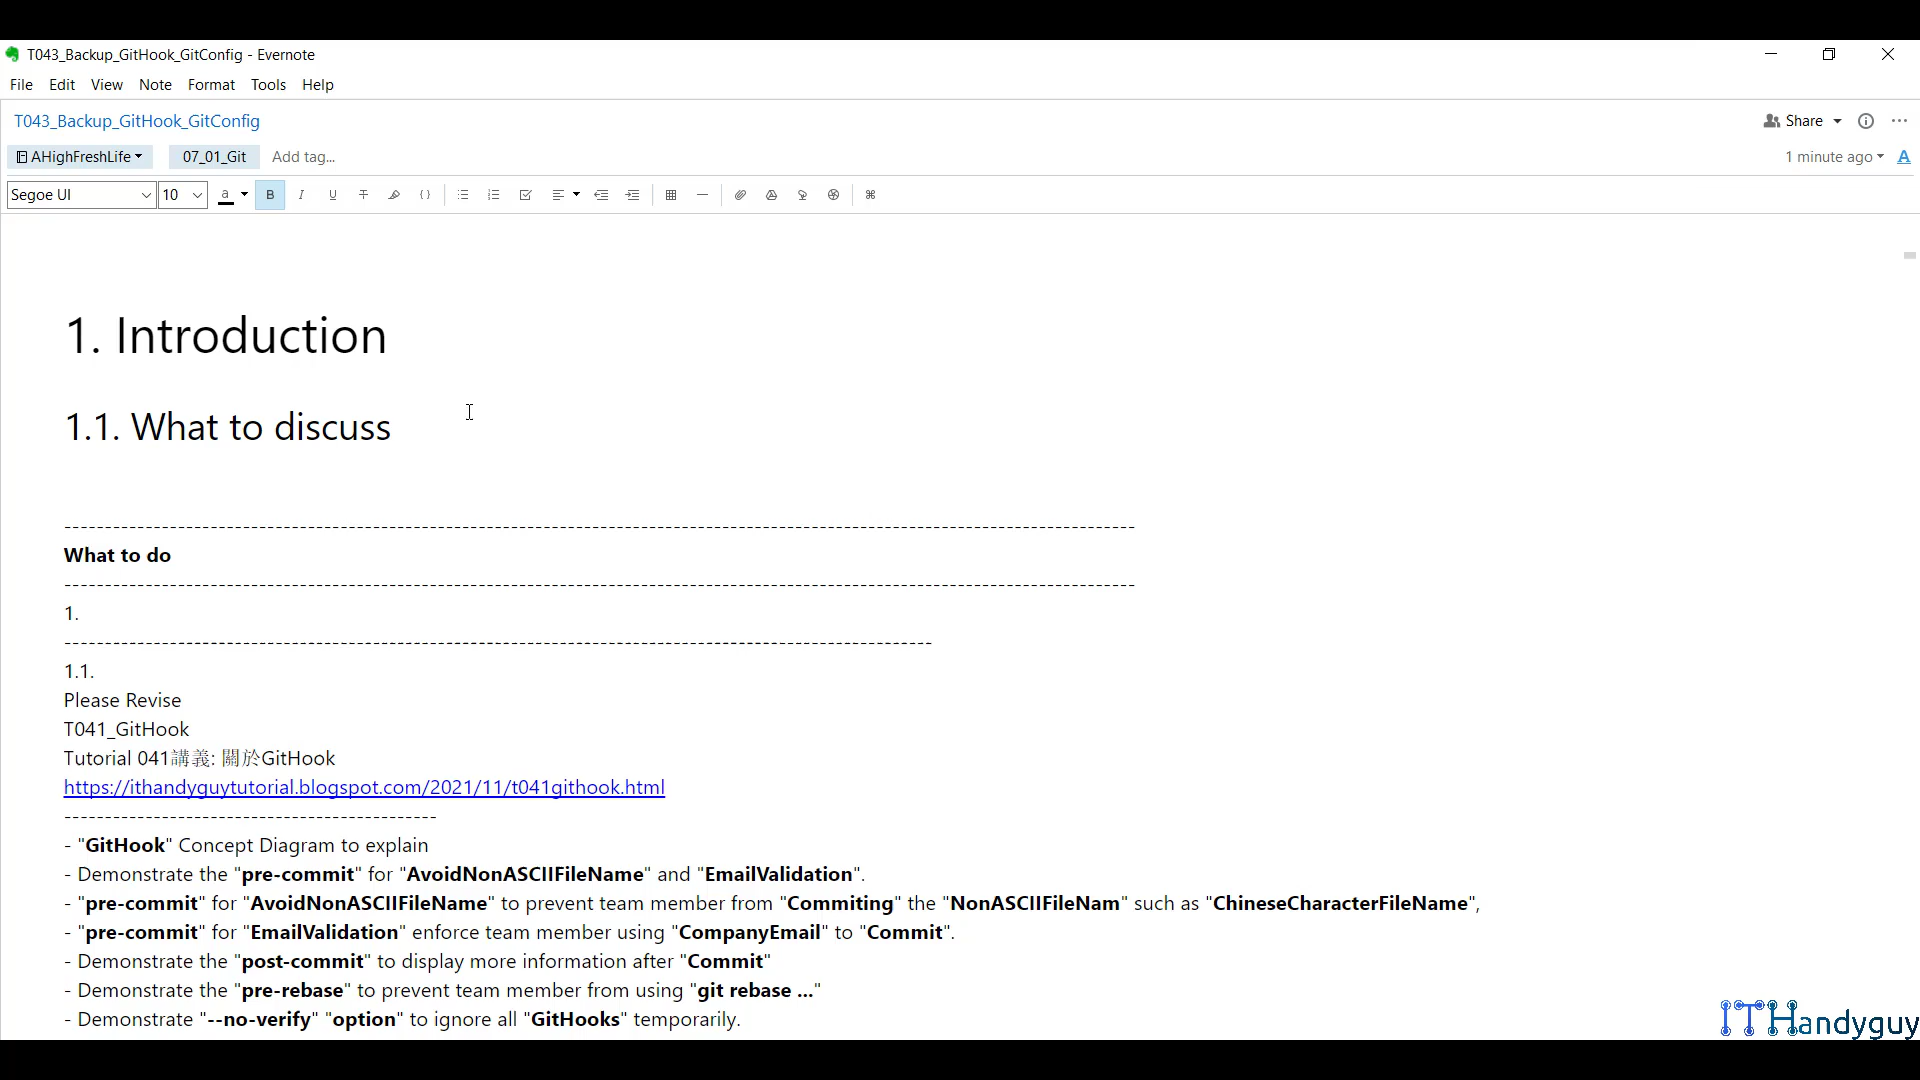 T043_Backup_GitHook_GitConfig - Evernote
File Edit View Note Format Tools Help
T043_Backup_GitHook_GitConfig
Share
AHighFreshLife 07_01_Git Add tag...
1 minute ago
Segoe UI 10
1. Introduction
1.1. What to discuss
What to do
1.
1.1.
Please Revise
T041_GitHook
Tutorial 041講義: 關於GitHook
https://ithandyguytutorial.blogspot.com/2021/11/t041githook.html
- "GitHook" Concept Diagram to explain
- Demonstrate the "pre-commit" for "AvoidNonASCIIFileName" and "EmailValidation".
- "pre-commit" for "AvoidNonASCIIFileName" to prevent team member from "Commiting" the "NonASCIIFileNam" such as "ChineseCharacterFileName",
- "pre-commit" for "EmailValidation" enforce team member using "CompanyEmail" to "Commit".
- Demonstrate the "post-commit" to display more information after "Commit"
- Demonstrate the "pre-rebase" to prevent team member from using "git rebase ..."
- Demonstrate "--no-verify" "option" to ignore all "GitHooks" temporarily.
ITHandyguy